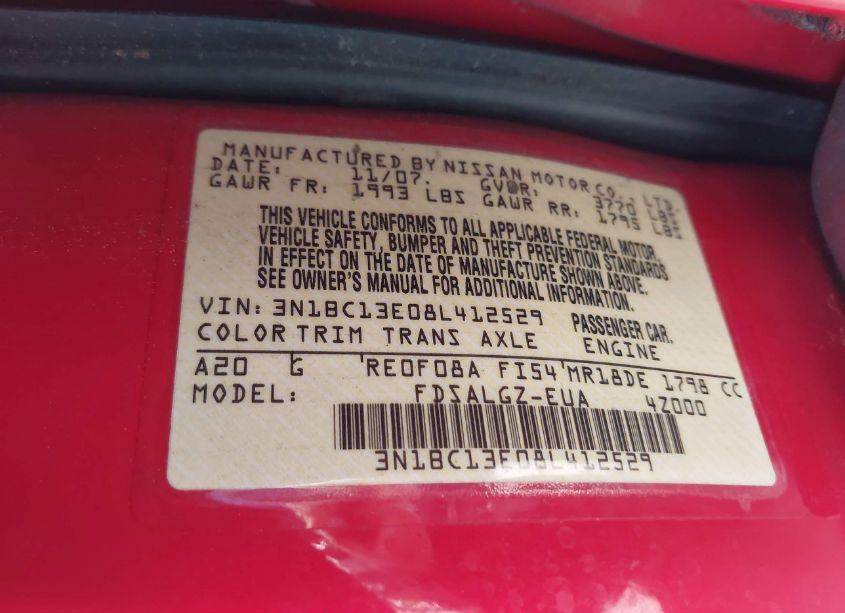 MANUFACTURED BY NISSAN MOTOR CO., LTD.
DATE: 11/07. GVWR: 3770 LBS.
GAWR FR: 1993 LBS GAWR RR: 1795 LBS
THIS VEHICLE CONFORMS TO ALL APPLICABLE FEDERAL MOTOR
VEHICLE SAFETY, BUMPER AND THEFT PREVENTION STANDARDS
IN EFFECT ON THE DATE OF MANUFACTURE SHOWN ABOVE.
SEE OWNER'S MANUAL FOR ADDITIONAL INFORMATION.
VIN: 3N1BC13E08L412529 PASSENGER CAR.
COLOR TRIM TRANS AXLE ENGINE
A20 G RE0F08A FI54 MR18DE 1798 CC
MODEL: FDSALGZ-EUA 4Z000
3N1BC13E08L412529